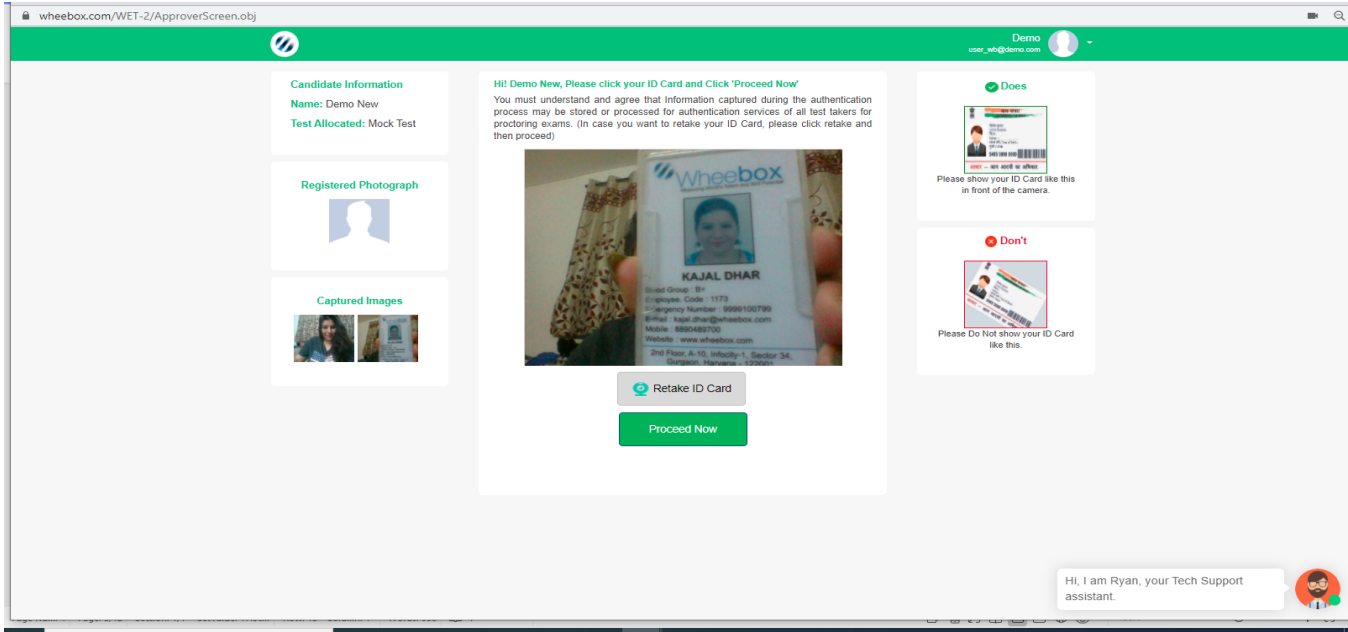 wheebox.com/WET-2/ApproverScreen.obj
Demo
user_wb@demo.com
Candidate Information
Name: Demo New
Test Allocated: Mock Test
Registered Photograph
Captured Images
Hi! Demo New, Please click your ID Card and Click 'Proceed Now'
You must understand and agree that Information captured during the authentication
process may be stored or processed for authentication services of all test takers for
proctoring exams. (In case you want to retake your ID Card, please click retake and
then proceed)
Wheebox
KAJAL DHAR
Blood Group : B+
Employee. Code : 1173
Emergency Number : 9999100799
E-mail : kajal.dhar@wheebox.com
Mobile : 8890489700
Website : www.wheebox.com
2nd Floor, A-10, Infocity-1, Sector 34,
Gurgaon, Haryana - 122001
Retake ID Card
Proceed Now
Does
Please show your ID Card like this
in front of the camera.
Don't
Please Do Not show your ID Card
like this.
Hi, I am Ryan, your Tech Support
assistant.